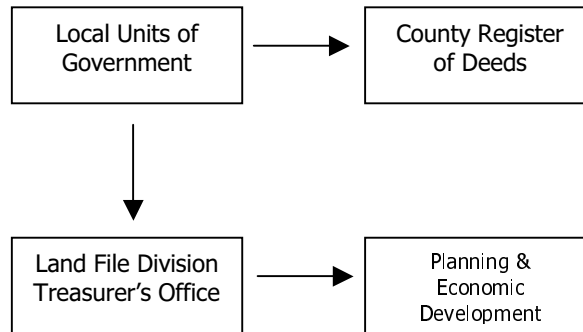 Local Units of
Government
County Register
of Deeds
Land File Division
Treasurer’s Office
Planning &
Economic
Development